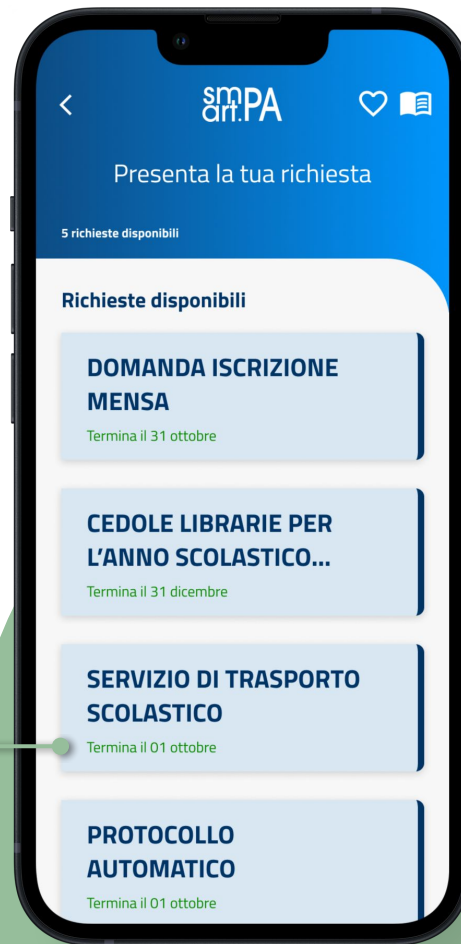 smart.PA
Presenta la tua richiesta
5 richieste disponibili
Richieste disponibili
DOMANDA ISCRIZIONE
MENSA
Termina il 31 ottobre
CEDOLE LIBRARIE PER
L'ANNO SCOLASTICO...
Termina il 31 dicembre
SERVIZIO DI TRASPORTO
SCOLASTICO
Termina il 01 ottobre
PROTOCOLLO
AUTOMATICO
Termina il 01 ottobre